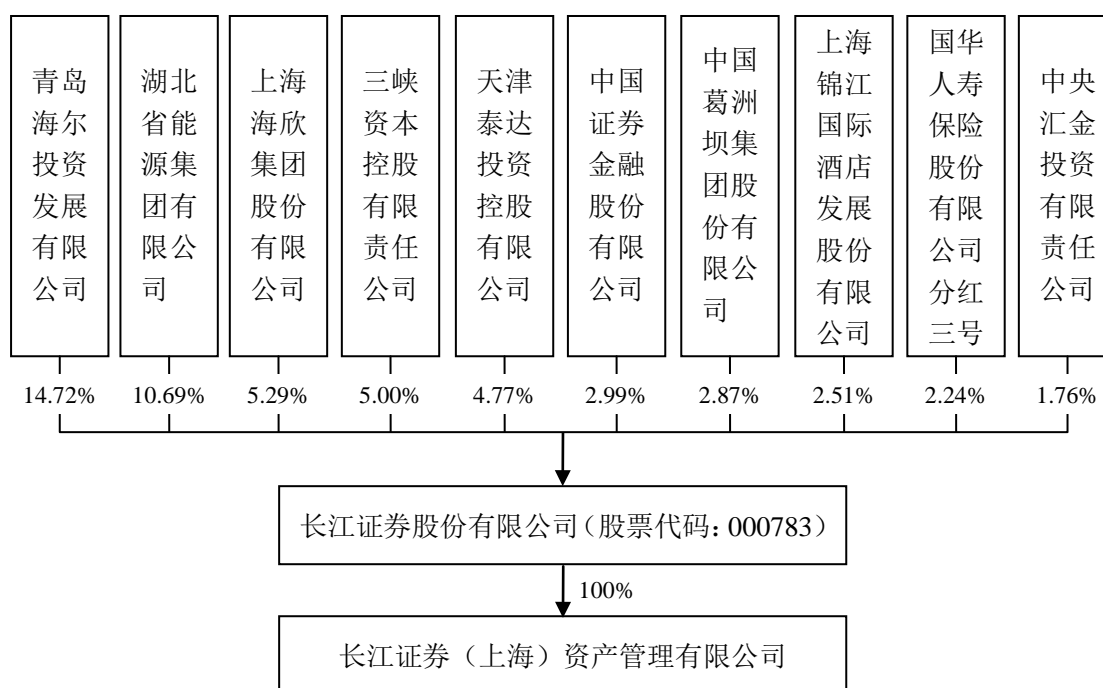 青岛
海尔
投资
发展
有限
公司
湖北
省能
源集
团有
限公
司
上海
海欣
集团
股份
有限
公司
三峡
资本
控股
有限
责任
公司
天津
泰达
投资
控股
有限
公司
中国
证券
金融
股份
有限
公司
中国
葛洲
坝集
团股
份有
限公
司
上海
锦江
国际
酒店
发展
股份
有限
公司
国华
人寿
保险
股份
有限
公司
分红
三号
中央
汇金
投资
有限
责任
公司
14.72%
10.69%
5.29%
5.00%
4.77%
2.99%
2.87%
2.51%
2.24%
1.76%
长江证券股份有限公司（股票代码：000783）
100%
长江证券（上海）资产管理有限公司